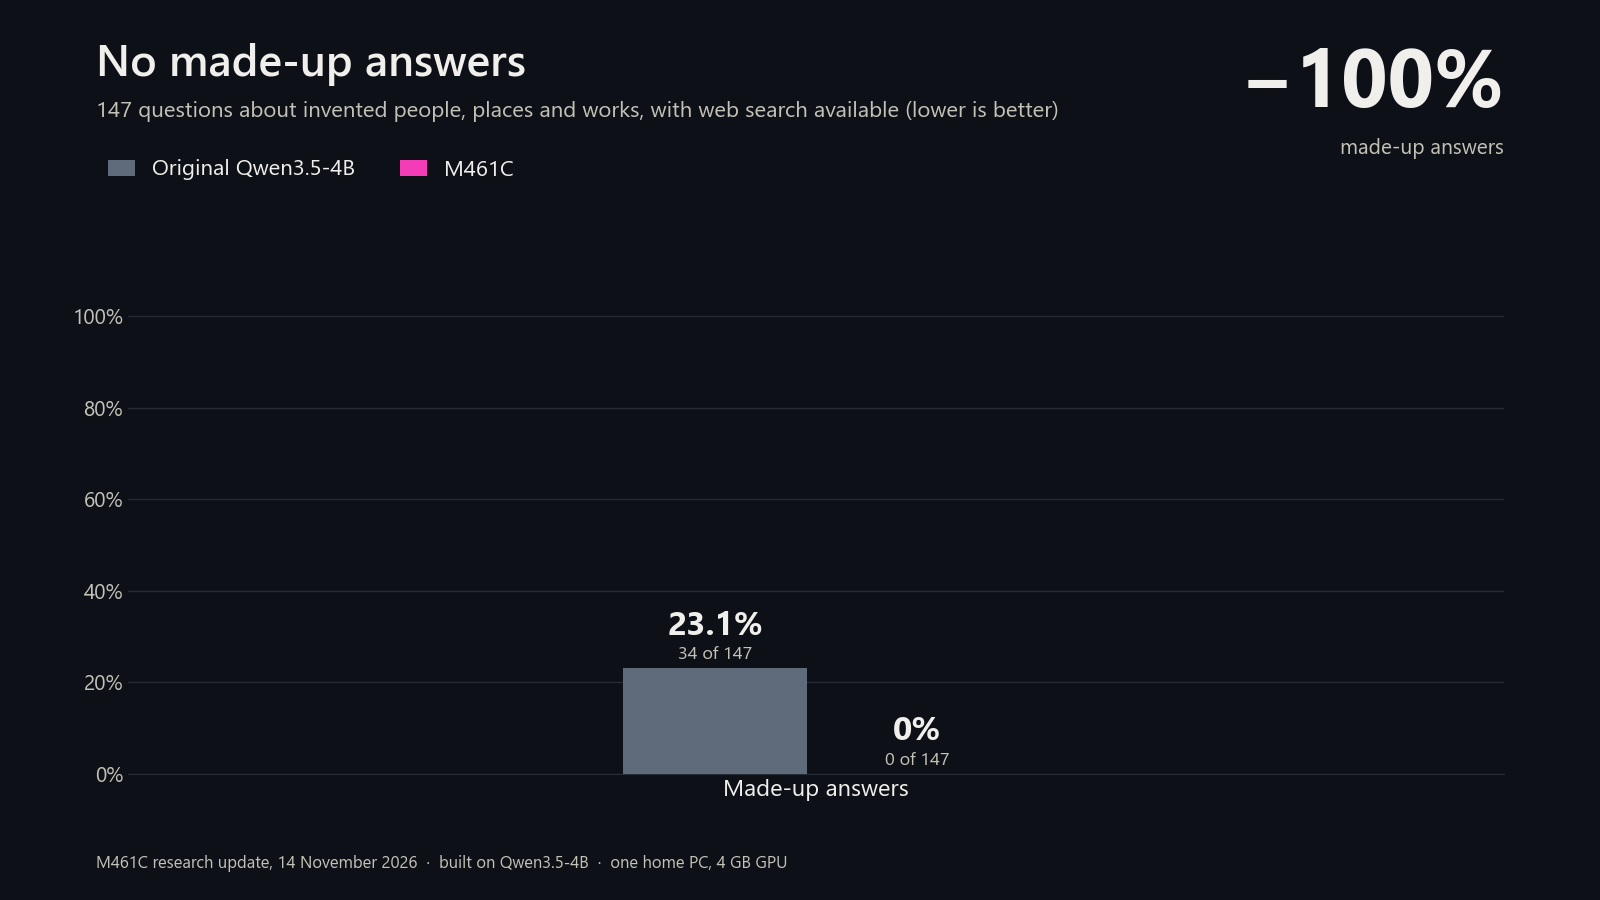 No made-up answers
–100%
147 questions about invented people, places and works, with web search available (lower is better)
made-up answers
Original Qwen3.5-4B
M461C
100%
80%
60%
40%
23.1%
34 of 147
20%
0%
0 of 147
0%
Made-up answers
M461C research update, 14 November 2026 · built on Qwen3.5-4B · one home PC, 4 GB GPU